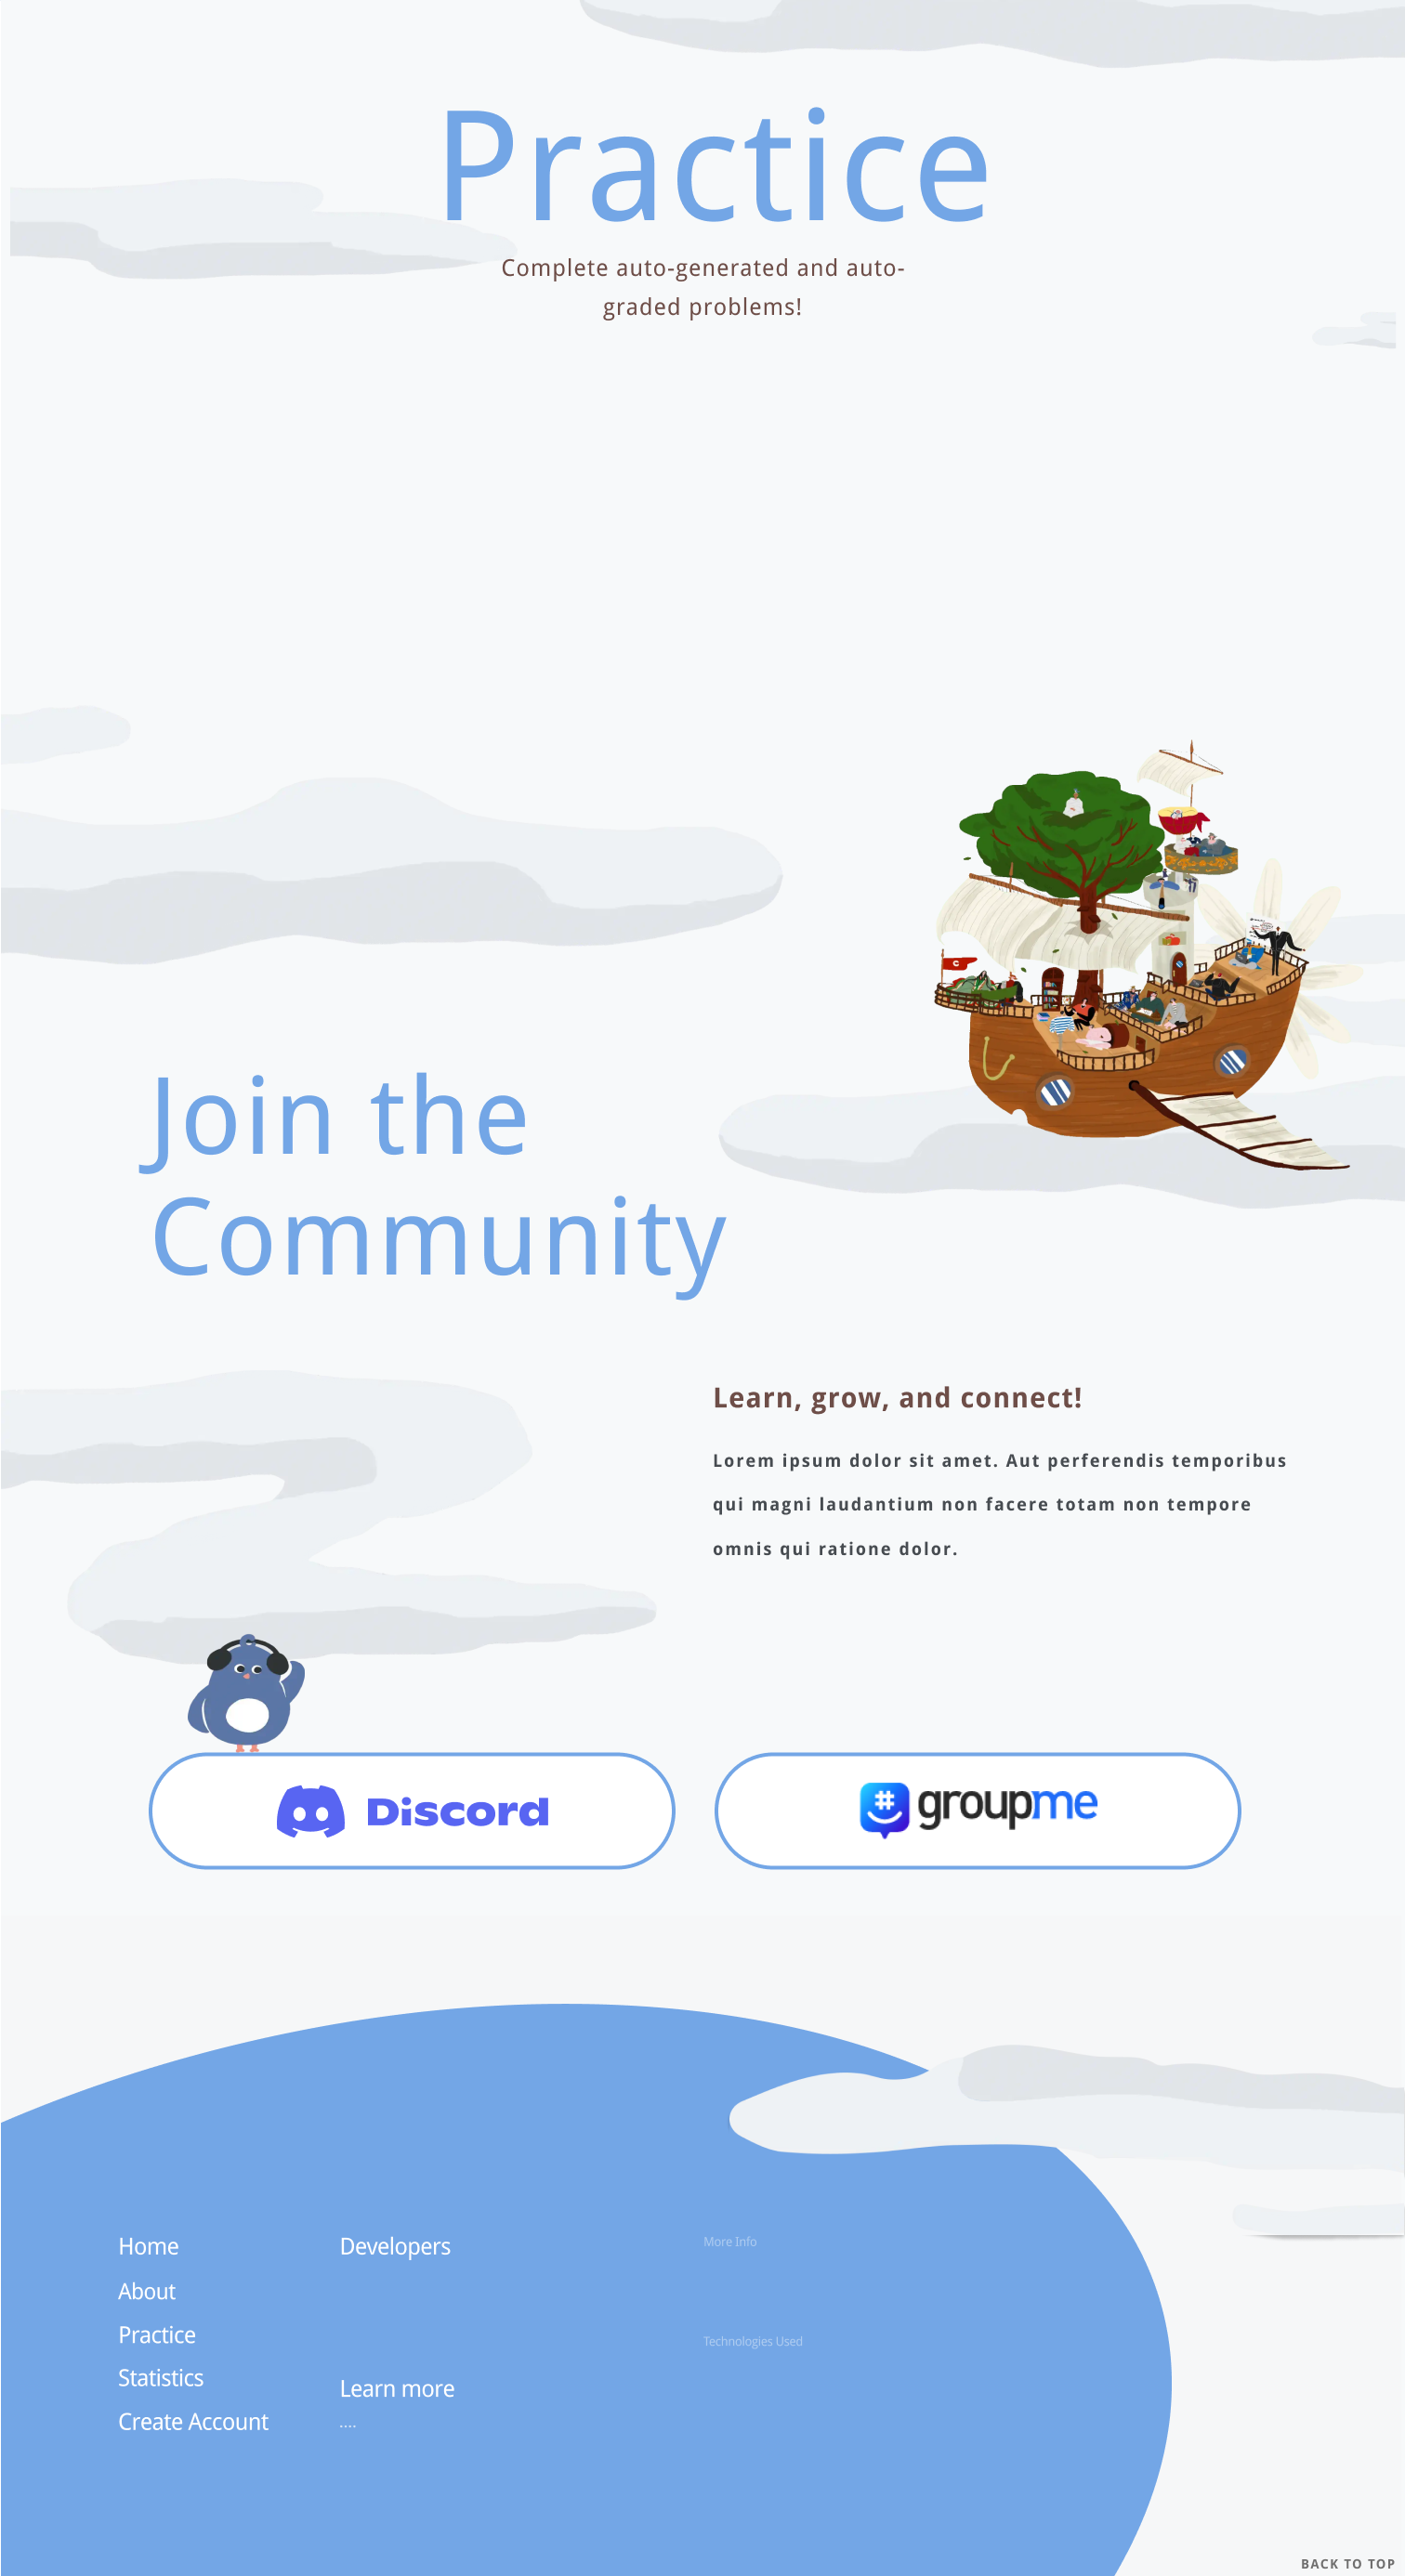 Practice
Complete auto-generated and auto-
graded problems!
Join the
Community
Learn, grow, and connect!
Lorem ipsum dolor sit amet. Aut perferendis temporibus
qui magni laudantium non facere totam non tempore
omnis qui ratione dolor.
Discord
groupme
Home
About
Practice
Statistics
Create Account
Developers
Learn more
....
More Info
Technologies Used
BACK TO TOP